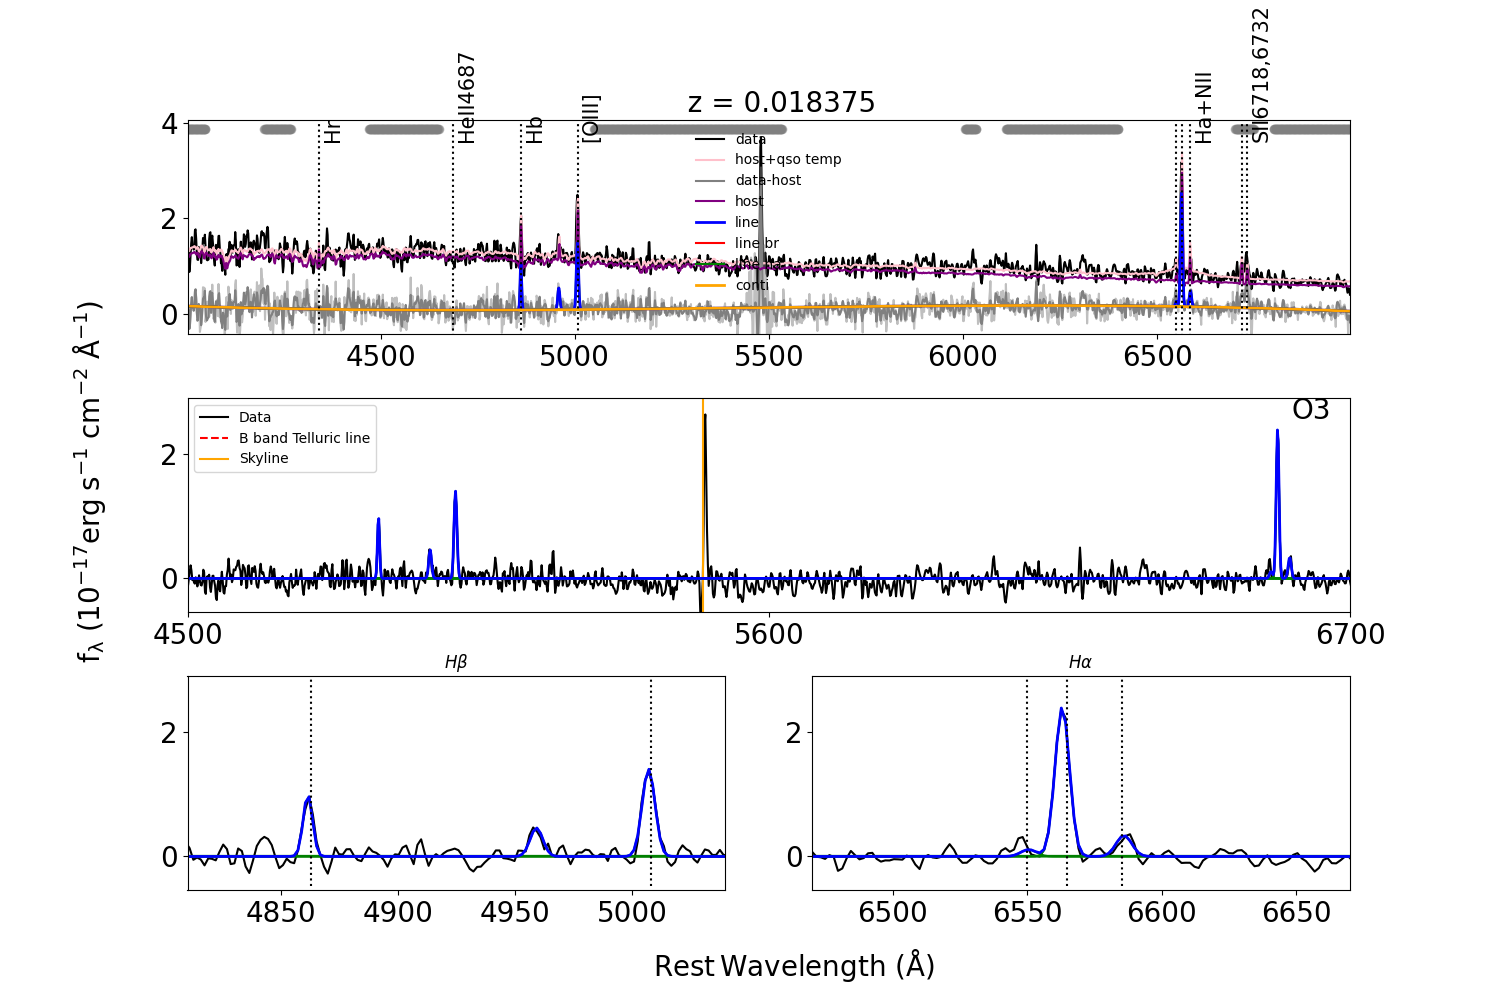 z = 0.018375
Hr
HeII4687
Hb
[OIII]
Ha+NII
SII6718,6732
data
host+qso temp
data-host
host
line
line br
conti
4
2
0
4500
5000
5500
6000
6500
Data
B band Telluric line
Skyline
O3
2
0
4500
5600
6700
Hβ
2
0
4850
4900
4950
5000
Hα
2
0
6500
6550
6600
6650
fλ (10−17erg s−1 cm−2 Å−1)
Rest Wavelength (Å)